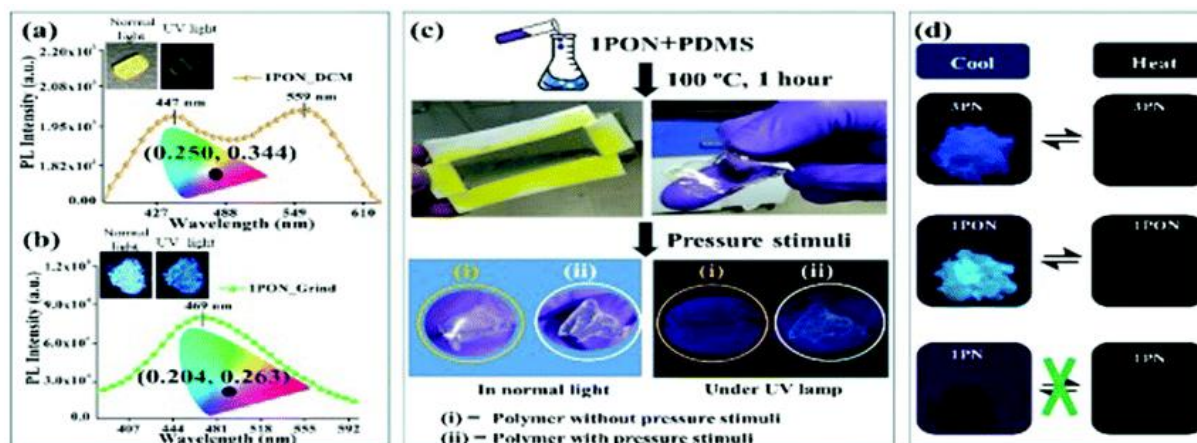 (a)
Normal light
UV light
PL Intensity (a.u.)
2.20x10⁵
2.08x10⁵
1.95x10⁵
1.82x10⁵
0.00
1PON_DCM
447 nm
559 nm
(0.250, 0.344)
427 488 549 610
Wavelength (nm)
(b)
Normal light
UV light
PL Intensity (a.u.)
9.0x10⁴
6.0x10⁴
0.0
1PON_Grind
469 nm
(0.204, 0.263)
407 444 481 518 555 592
Wavelength (nm)
(c)
1PON+PDMS
100 °C, 1 hour
Pressure stimuli
(i)
(ii)
(i)
(ii)
In normal light
Under UV lamp
(i) = Polymer without pressure stimuli
(ii) = Polymer with pressure stimuli
(d)
Cool
Heat
3PN
3PN
1PON
1PON
1PN
1PN